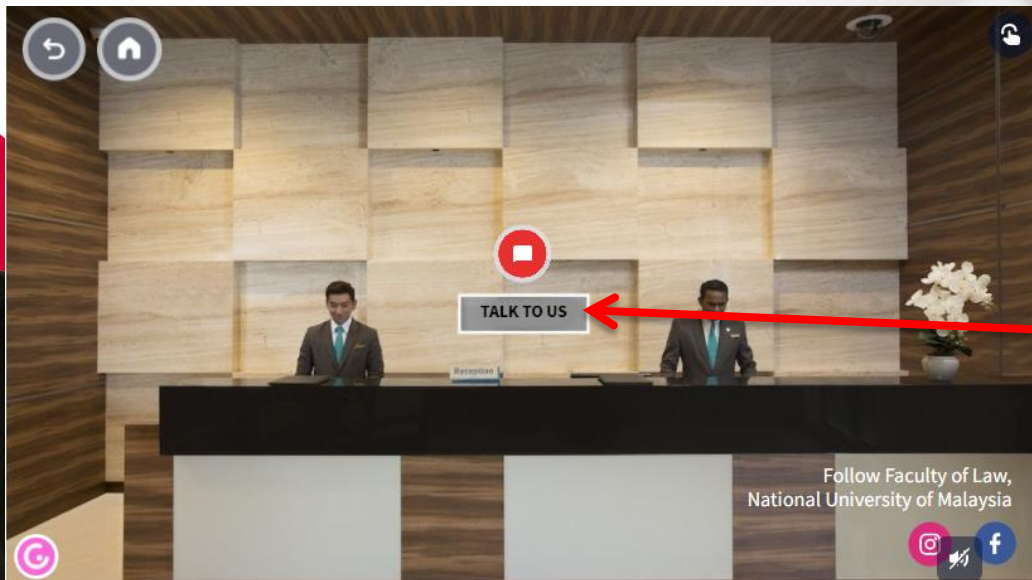 TALK TO US
Reception
Follow Faculty of Law,
National University of Malaysia